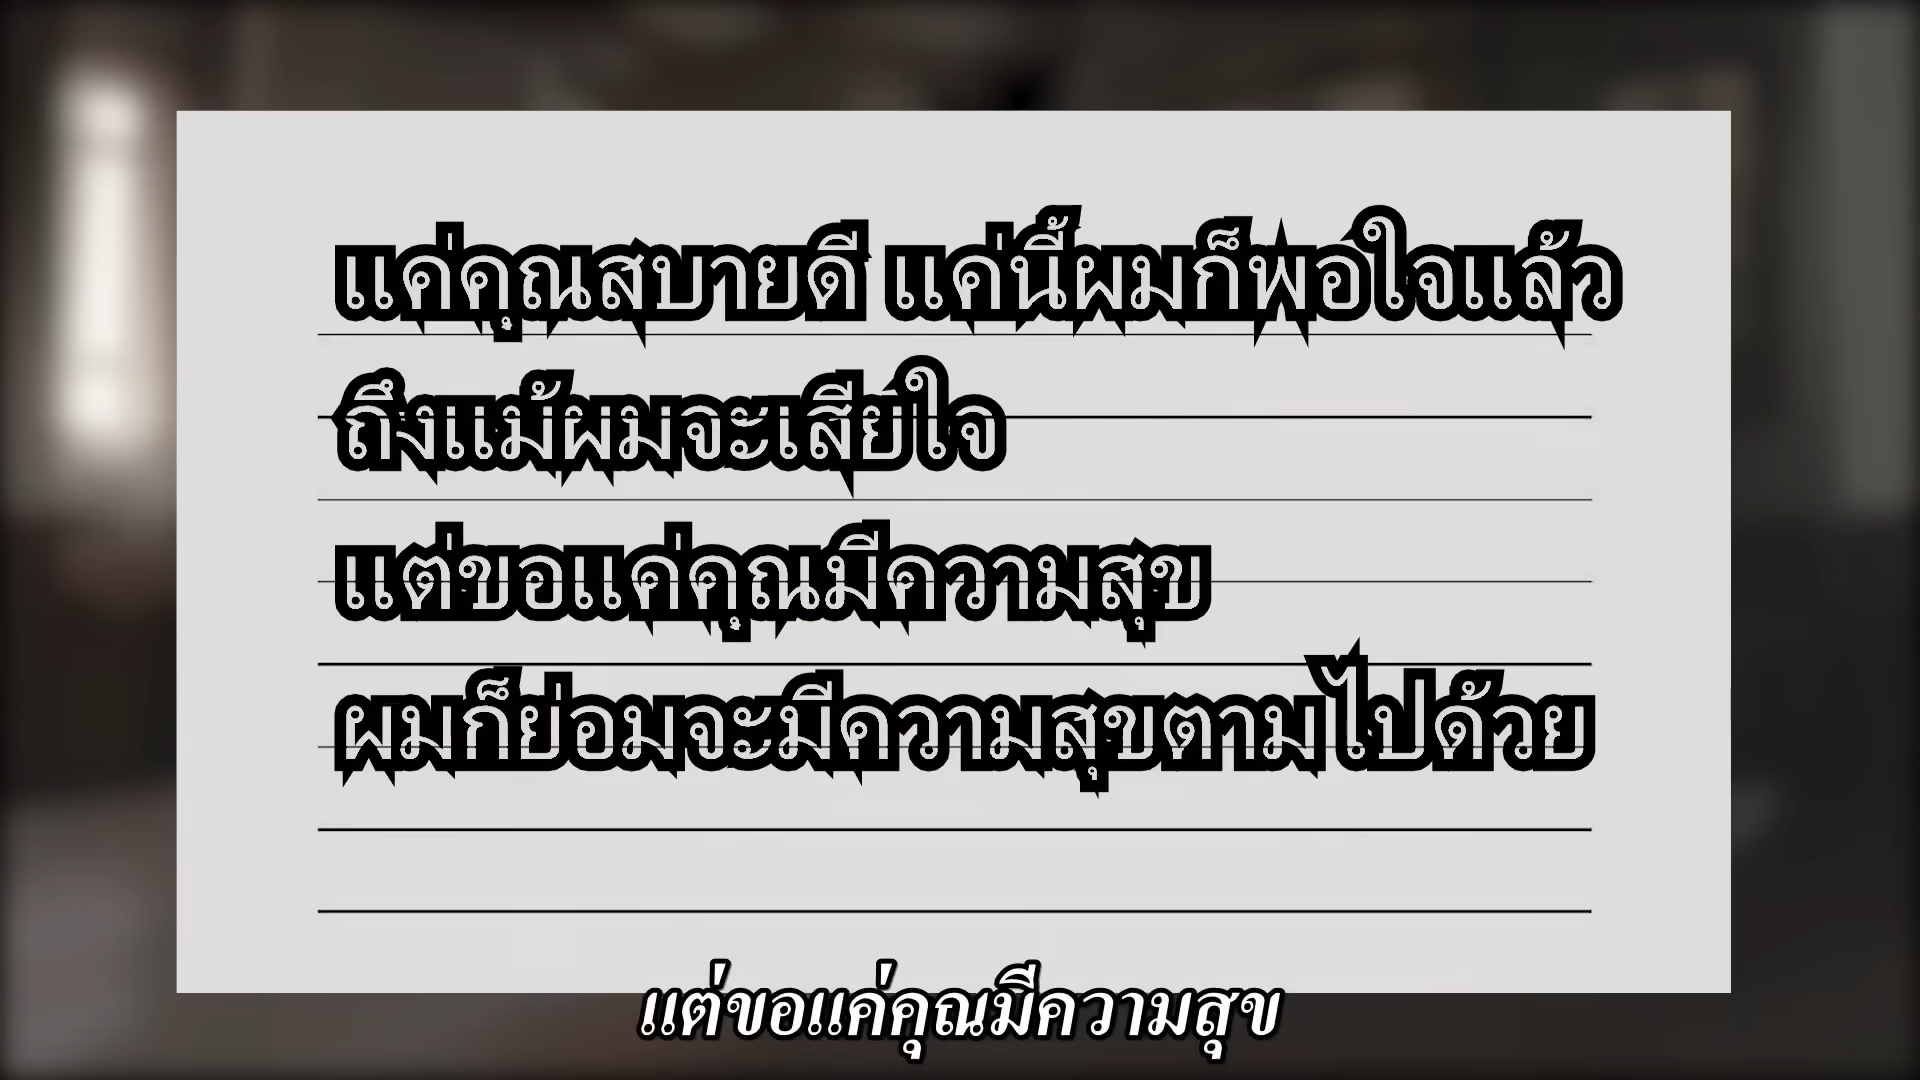 แค่คุณสบายดี แค่นี้ผมก็พอใจแล้ว
ถึงแม้ผมจะเสียใจ
แต่ขอแค่คุณมีความสุข
ผมก็ย่อมจะมีความสุขตามไปด้วย
แต่ขอแค่คุณมีความสุข